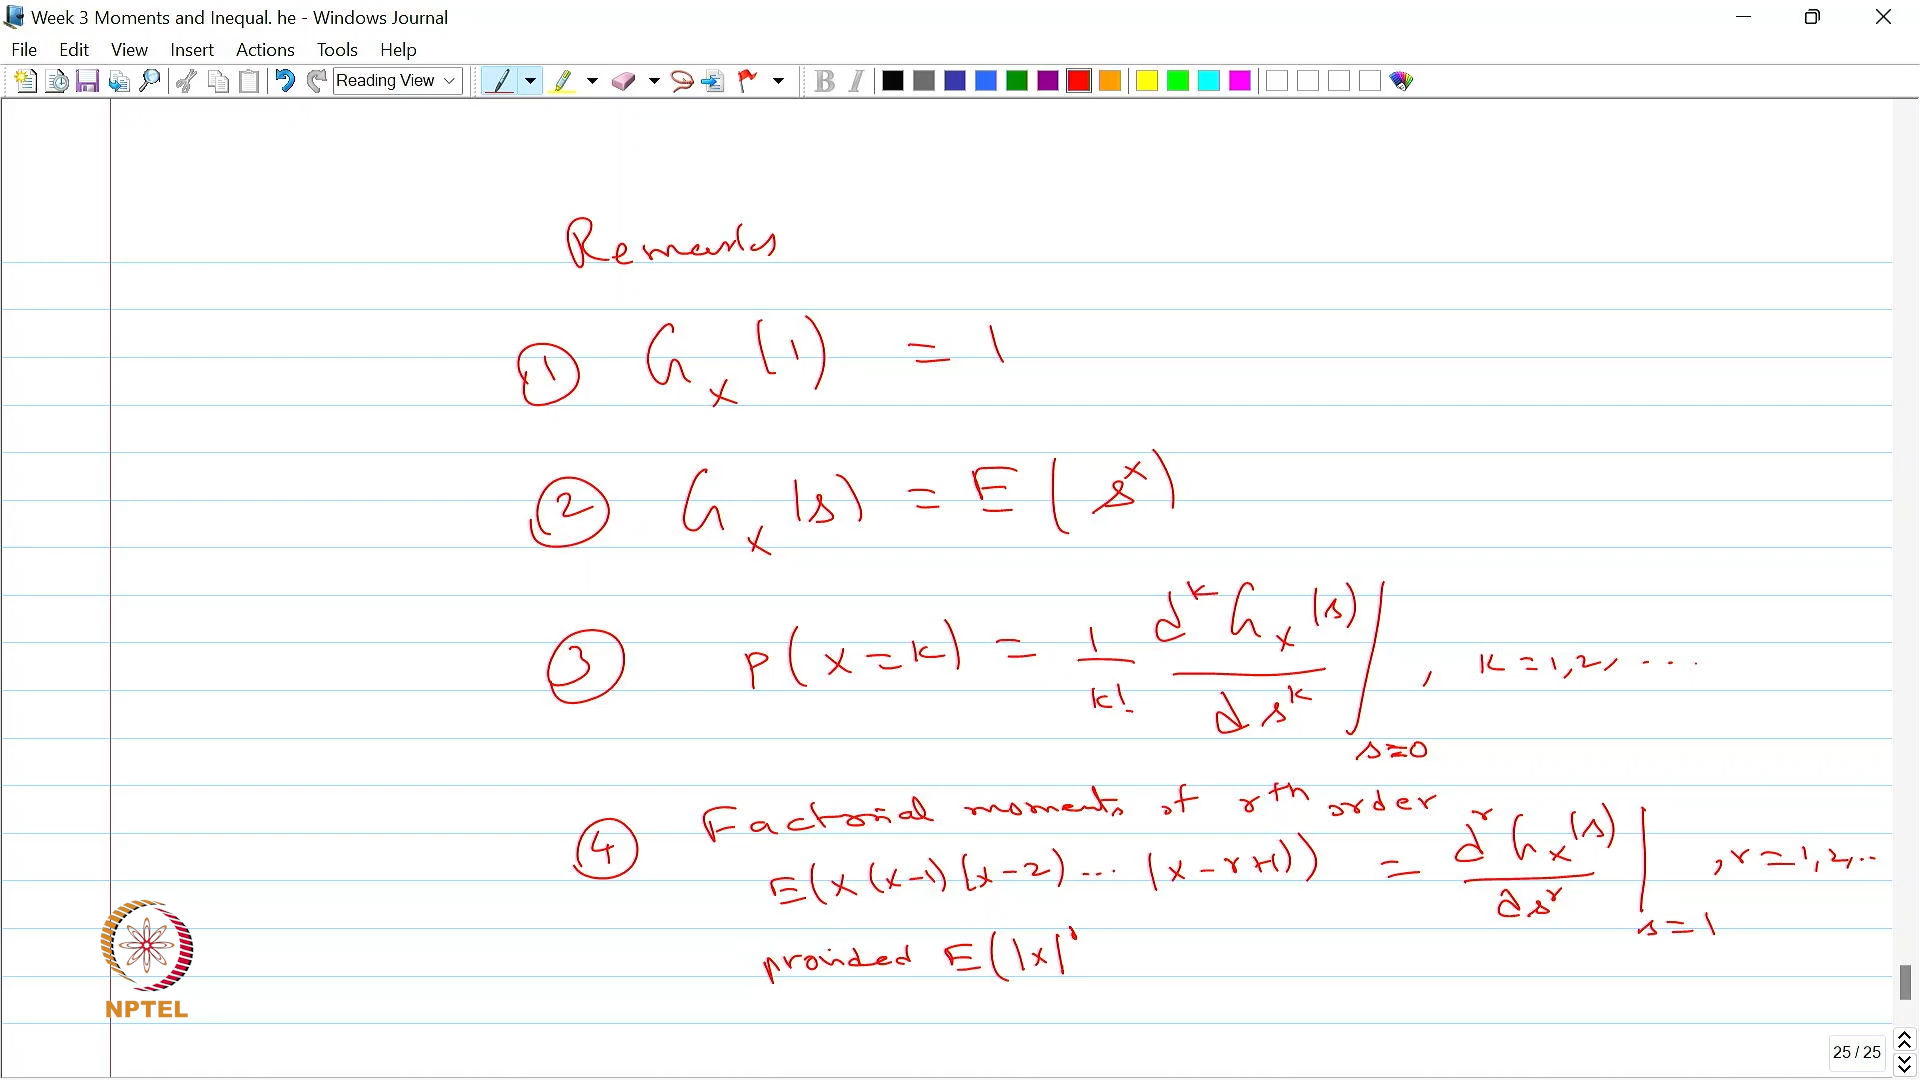 Week 3 Moments and Inequal. he - Windows Journal
File Edit View Insert Actions Tools Help
Reading View
Remarks
① G_X(1) = 1
② G_X(s) = E(s^X)
③ P(X=k) = 1/k! d^k G_X(s)/ds^k |_{s=0}, k=1,2,...
④ Factorial moments of rth order
E(X(X-1)(X-2)...(X-r+1)) = d^r G_X(s)/ds^r |_{s=1}, r=1,2,..
provided E(|X|
NPTEL
25 / 25